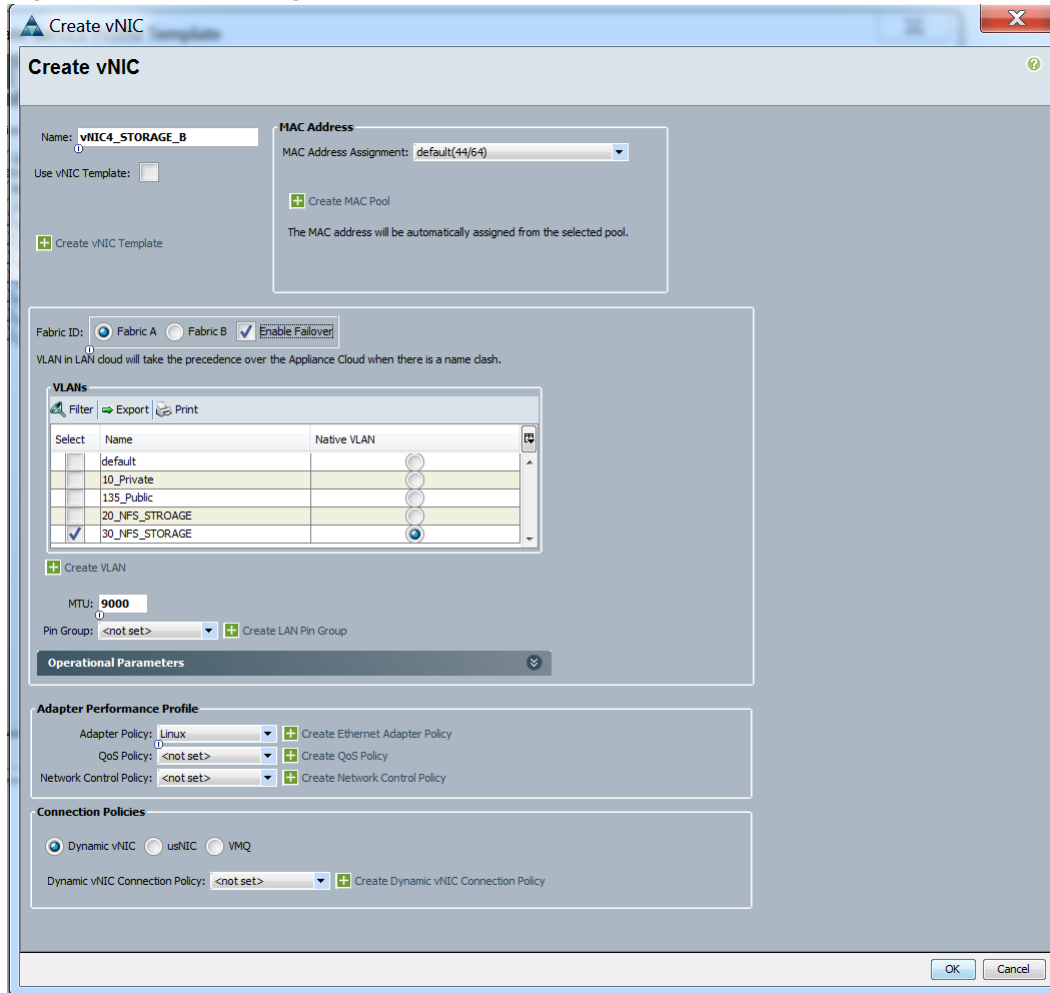 Create vNIC
Create vNIC
Name: vNIC4_STORAGE_B
Use vNIC Template:
Create vNIC Template
MAC Address
MAC Address Assignment: default(44/64)
Create MAC Pool
The MAC address will be automatically assigned from the selected pool.
Fabric ID: Fabric A Fabric B Enable Failover
VLAN in LAN cloud will take the precedence over the Appliance Cloud when there is a name clash.
VLANs
Filter Export Print
Select Name Native VLAN
default
10_Private
135_Public
20_NFS_STROAGE
30_NFS_STORAGE
Create VLAN
MTU: 9000
Pin Group: <not set> Create LAN Pin Group
Operational Parameters
Adapter Performance Profile
Adapter Policy: Linux Create Ethernet Adapter Policy
QoS Policy: <not set> Create QoS Policy
Network Control Policy: <not set> Create Network Control Policy
Connection Policies
Dynamic vNIC usNIC VMQ
Dynamic vNIC Connection Policy: <not set> Create Dynamic vNIC Connection Policy
OK Cancel